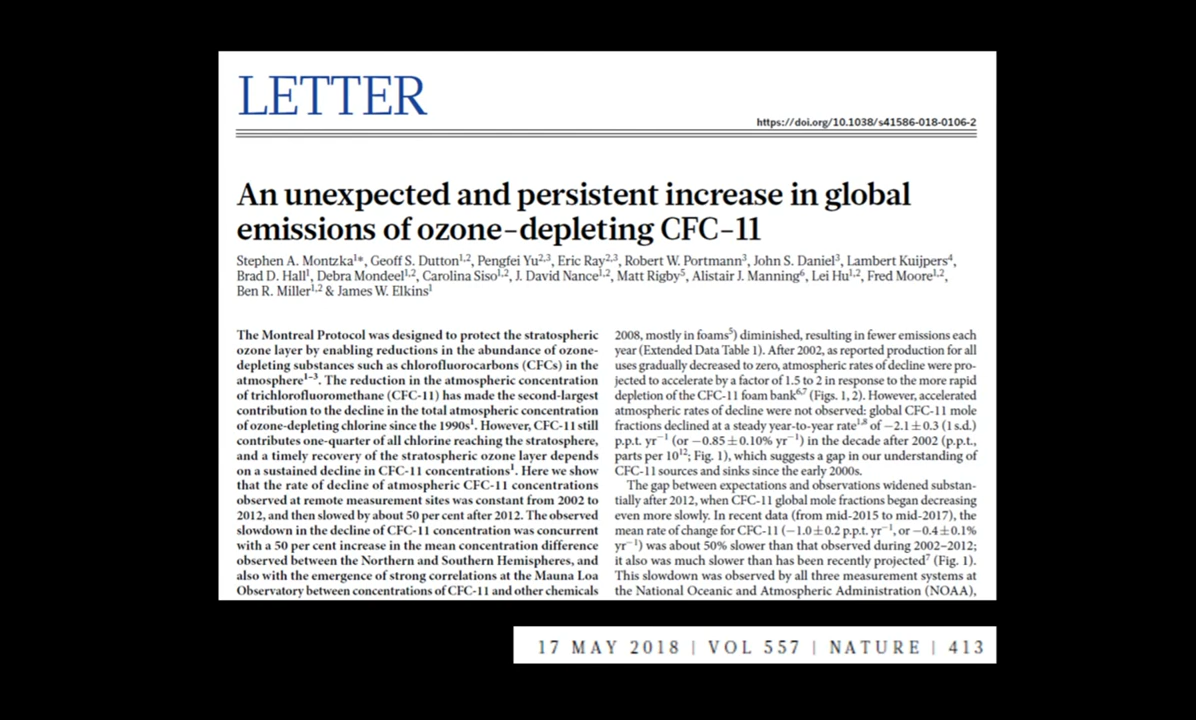 LETTER
https://doi.org/10.1038/s41586-018-0106-2
An unexpected and persistent increase in global
emissions of ozone-depleting CFC-11
Stephen A. Montzka¹*, Geoff S. Dutton¹,², Pengfei Yu²,³, Eric Ray²,³, Robert W. Portmann³, John S. Daniel³, Lambert Kuijpers⁴,
Brad D. Hall¹, Debra Mondeel¹,², Carolina Siso¹,², J. David Nance¹,², Matt Rigby⁵, Alistair J. Manning⁶, Lei Hu¹,², Fred Moore¹,²,
Ben R. Miller¹,² & James W. Elkins¹
The Montreal Protocol was designed to protect the stratospheric
ozone layer by enabling reductions in the abundance of ozone-
depleting substances such as chlorofluorocarbons (CFCs) in the
atmosphere¹⁻³. The reduction in the atmospheric concentration
of trichlorofluoromethane (CFC-11) has made the second-largest
contribution to the decline in the total atmospheric concentration
of ozone-depleting chlorine since the 1990s¹. However, CFC-11 still
contributes one-quarter of all chlorine reaching the stratosphere,
and a timely recovery of the stratospheric ozone layer depends
on a sustained decline in CFC-11 concentrations¹. Here we show
that the rate of decline of atmospheric CFC-11 concentrations
observed at remote measurement sites was constant from 2002 to
2012, and then slowed by about 50 per cent after 2012. The observed
slowdown in the decline of CFC-11 concentration was concurrent
with a 50 per cent increase in the mean concentration difference
observed between the Northern and Southern Hemispheres, and
also with the emergence of strong correlations at the Mauna Loa
Observatory between concentrations of CFC-11 and other chemicals
2008, mostly in foams⁵) diminished, resulting in fewer emissions each
year (Extended Data Table 1). After 2002, as reported production for all
uses gradually decreased to zero, atmospheric rates of decline were pro-
jected to accelerate by a factor of 1.5 to 2 in response to the more rapid
depletion of the CFC-11 foam bank⁶,⁷ (Figs. 1, 2). However, accelerated
atmospheric rates of decline were not observed: global CFC-11 mole
fractions declined at a steady year-to-year rate¹,⁸ of −2.1 ± 0.3 (1 s.d.)
p.p.t. yr⁻¹ (or −0.85 ± 0.10% yr⁻¹) in the decade after 2002 (p.p.t.,
parts per 10¹²; Fig. 1), which suggests a gap in our understanding of
CFC-11 sources and sinks since the early 2000s.
The gap between expectations and observations widened substan-
tially after 2012, when CFC-11 global mole fractions began decreasing
even more slowly. In recent data (from mid-2015 to mid-2017), the
mean rate of change for CFC-11 (−1.0 ± 0.2 p.p.t. yr⁻¹, or −0.4 ± 0.1%
yr⁻¹) was about 50% slower than that observed during 2002–2012;
it also was much slower than has been recently projected⁷ (Fig. 1).
This slowdown was observed by all three measurement systems at
the National Oceanic and Atmospheric Administration (NOAA),
17 MAY 2018 | VOL 557 | NATURE | 413